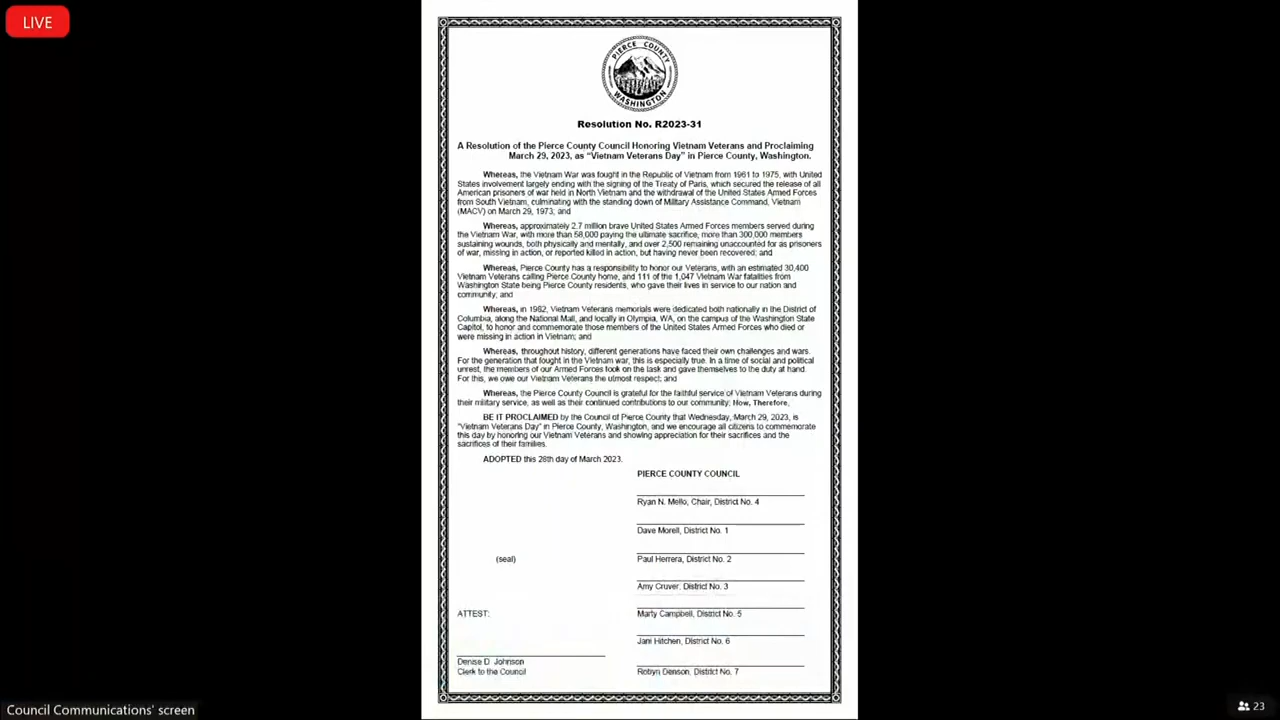 LIVE
PIERCE COUNTY
WASHINGTON
Resolution No. R2023-31
A Resolution of the Pierce County Council Honoring Vietnam Veterans and Proclaiming
March 29, 2023, as "Vietnam Veterans Day" in Pierce County, Washington.
Whereas, the Vietnam War was fought in the Republic of Vietnam from 1961 to 1975, with United
States involvement largely ending with the signing of the Treaty of Paris, which secured the release of all
American prisoners of war held in North Vietnam and the withdrawal of the United States Armed Forces
from South Vietnam, culminating with the standing down of Military Assistance Command, Vietnam
(MACV) on March 29, 1973; and
Whereas, approximately 2.7 million brave United States Armed Forces members served during
the Vietnam War, with more than 58,000 paying the ultimate sacrifice, more than 300,000 members
sustaining wounds, both physically and mentally, and over 2,500 remaining unaccounted for as prisoners
of war, missing in action, or reported killed in action, but having never been recovered; and
Whereas, Pierce County has a responsibility to honor our Veterans, with an estimated 30,400
Vietnam Veterans calling Pierce County home, and 111 of the 1,047 Vietnam War fatalities from
Washington State being Pierce County residents, who gave their lives in service to our nation and
community; and
Whereas, in 1982, Vietnam Veterans memorials were dedicated both nationally in the District of
Columbia, along the National Mall, and locally in Olympia, WA, on the campus of the Washington State
Capitol, to honor and commemorate those members of the United States Armed Forces who died or
were missing in action in Vietnam; and
Whereas, throughout history, different generations have faced their own challenges and wars.
For the generation that fought in the Vietnam war, this is especially true. In a time of social and political
unrest, the members of our Armed Forces took on the task and gave themselves to the duty at hand.
For this, we owe our Vietnam Veterans the utmost respect; and
Whereas, the Pierce County Council is grateful for the faithful service of Vietnam Veterans during
their military service, as well as their continued contributions to our community; Now, Therefore,
BE IT PROCLAIMED by the Council of Pierce County that Wednesday, March 29, 2023, is
"Vietnam Veterans Day" in Pierce County, Washington, and we encourage all citizens to commemorate
this day by honoring our Vietnam Veterans and showing appreciation for their sacrifices and the
sacrifices of their families.
ADOPTED this 28th day of March 2023.
PIERCE COUNTY COUNCIL
Ryan N. Mello, Chair, District No. 4
Dave Morell, District No. 1
(seal)
Paul Herrera, District No. 2
Amy Cruver, District No. 3
ATTEST:
Marty Campbell, District No. 5
Jani Hitchen, District No. 6
Denise D. Johnson
Clerk to the Council
Robyn Denson, District No. 7
Council Communications' screen
23